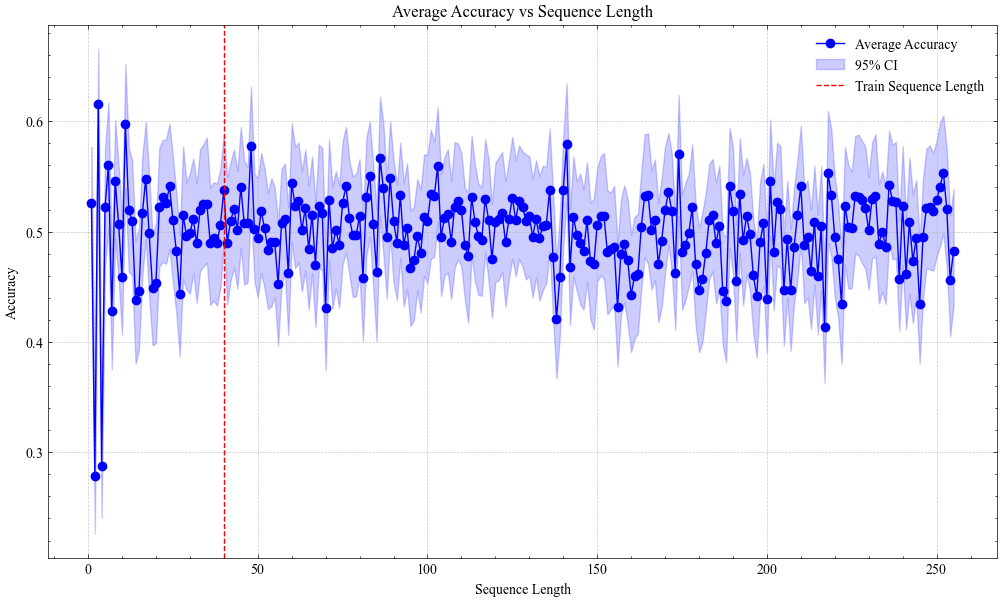 Average Accuracy vs Sequence Length
Average Accuracy
95% CI
Train Sequence Length
Accuracy
0.6
0.5
0.4
0.3
0 50 100 150 200 250
Sequence Length